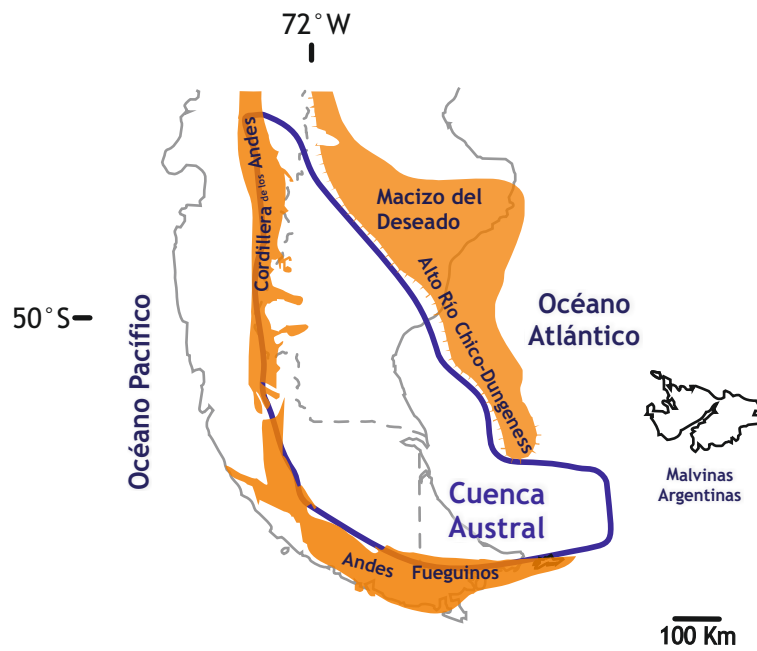 72°W
Cordillera de los Andes
Macizo del
Deseado
Alto Río Chico-Dungeness
50°S
Océano Pacífico
Océano
Atlántico
Malvinas
Argentinas
Cuenca
Austral
Andes Fueguinos
100 Km